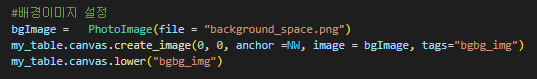 #배경이미지 설정
bgImage =   PhotoImage(file = "background_space.png")
my_table.canvas.create_image(0, 0, anchor =NW, image = bgImage, tags="bgbg_img")
my_table.canvas.lower("bgbg_img")